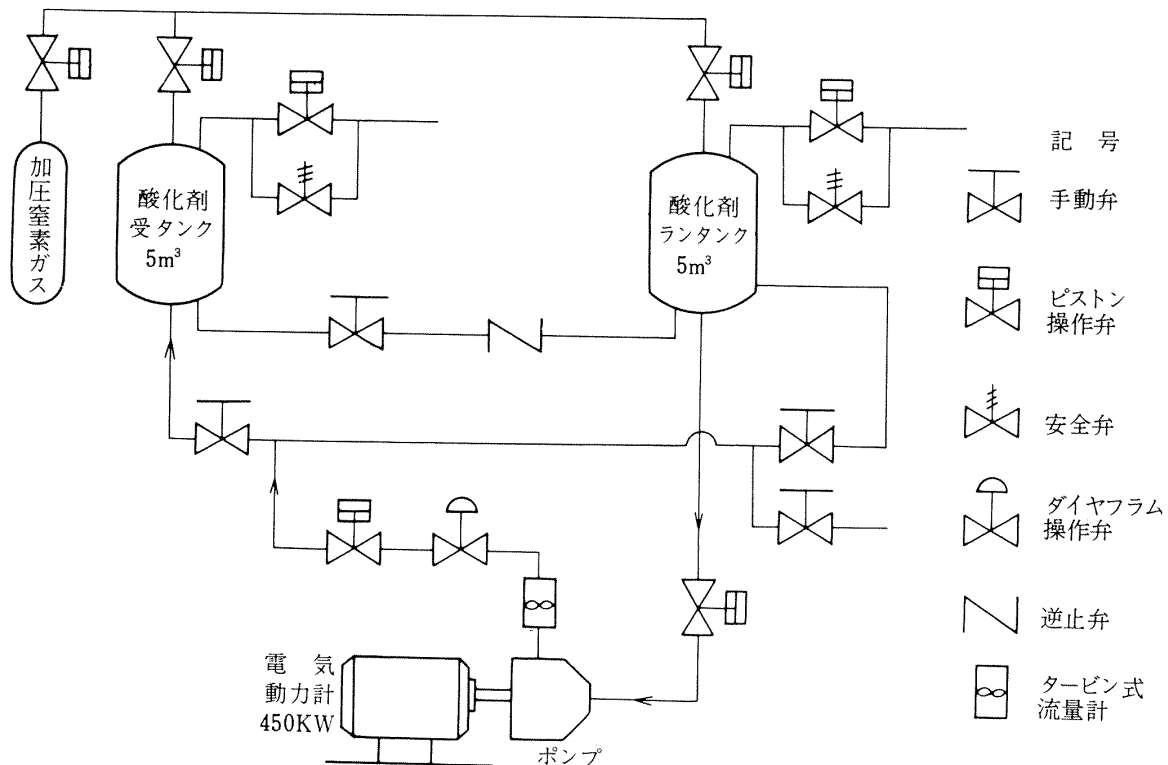 加圧窒素ガス
酸化剤
受タンク
5m³
酸化剤
ランタンク
5m³
記 号
手動弁
ピストン
操作弁
安全弁
ダイヤフラム
操作弁
逆止弁
タービン式
流量計
電 気
動力計
450KW
ポンプ